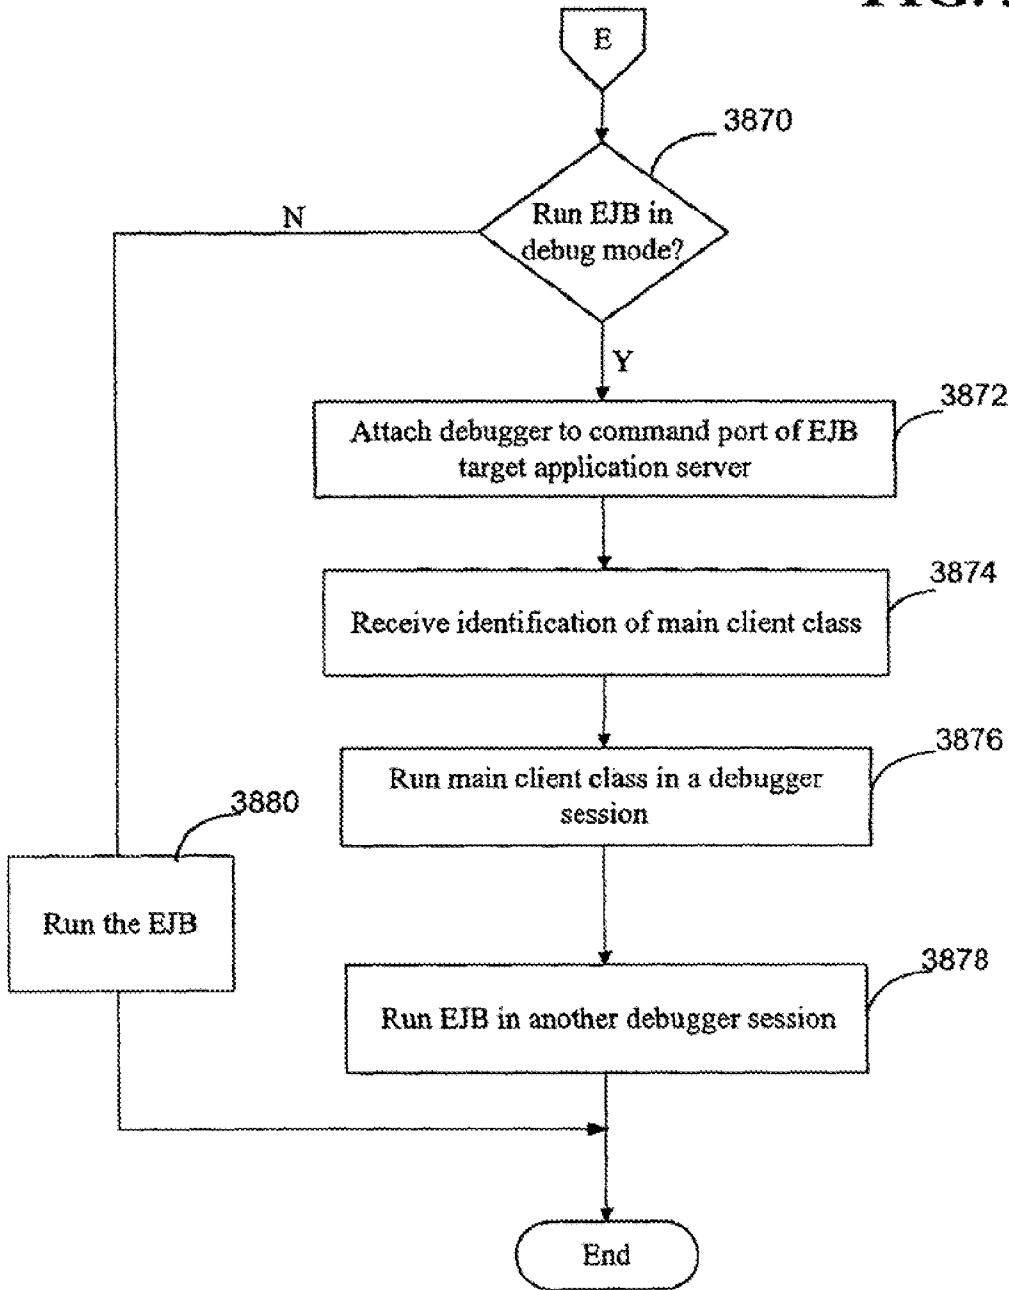 FIG.
E
3870
Run EJB in
debug mode?
N
Y
3872
Attach debugger to command port of EJB
target application server
3874
Receive identification of main client class
3876
Run main client class in a debugger
session
3880
Run the EJB
3878
Run EJB in another debugger session
End